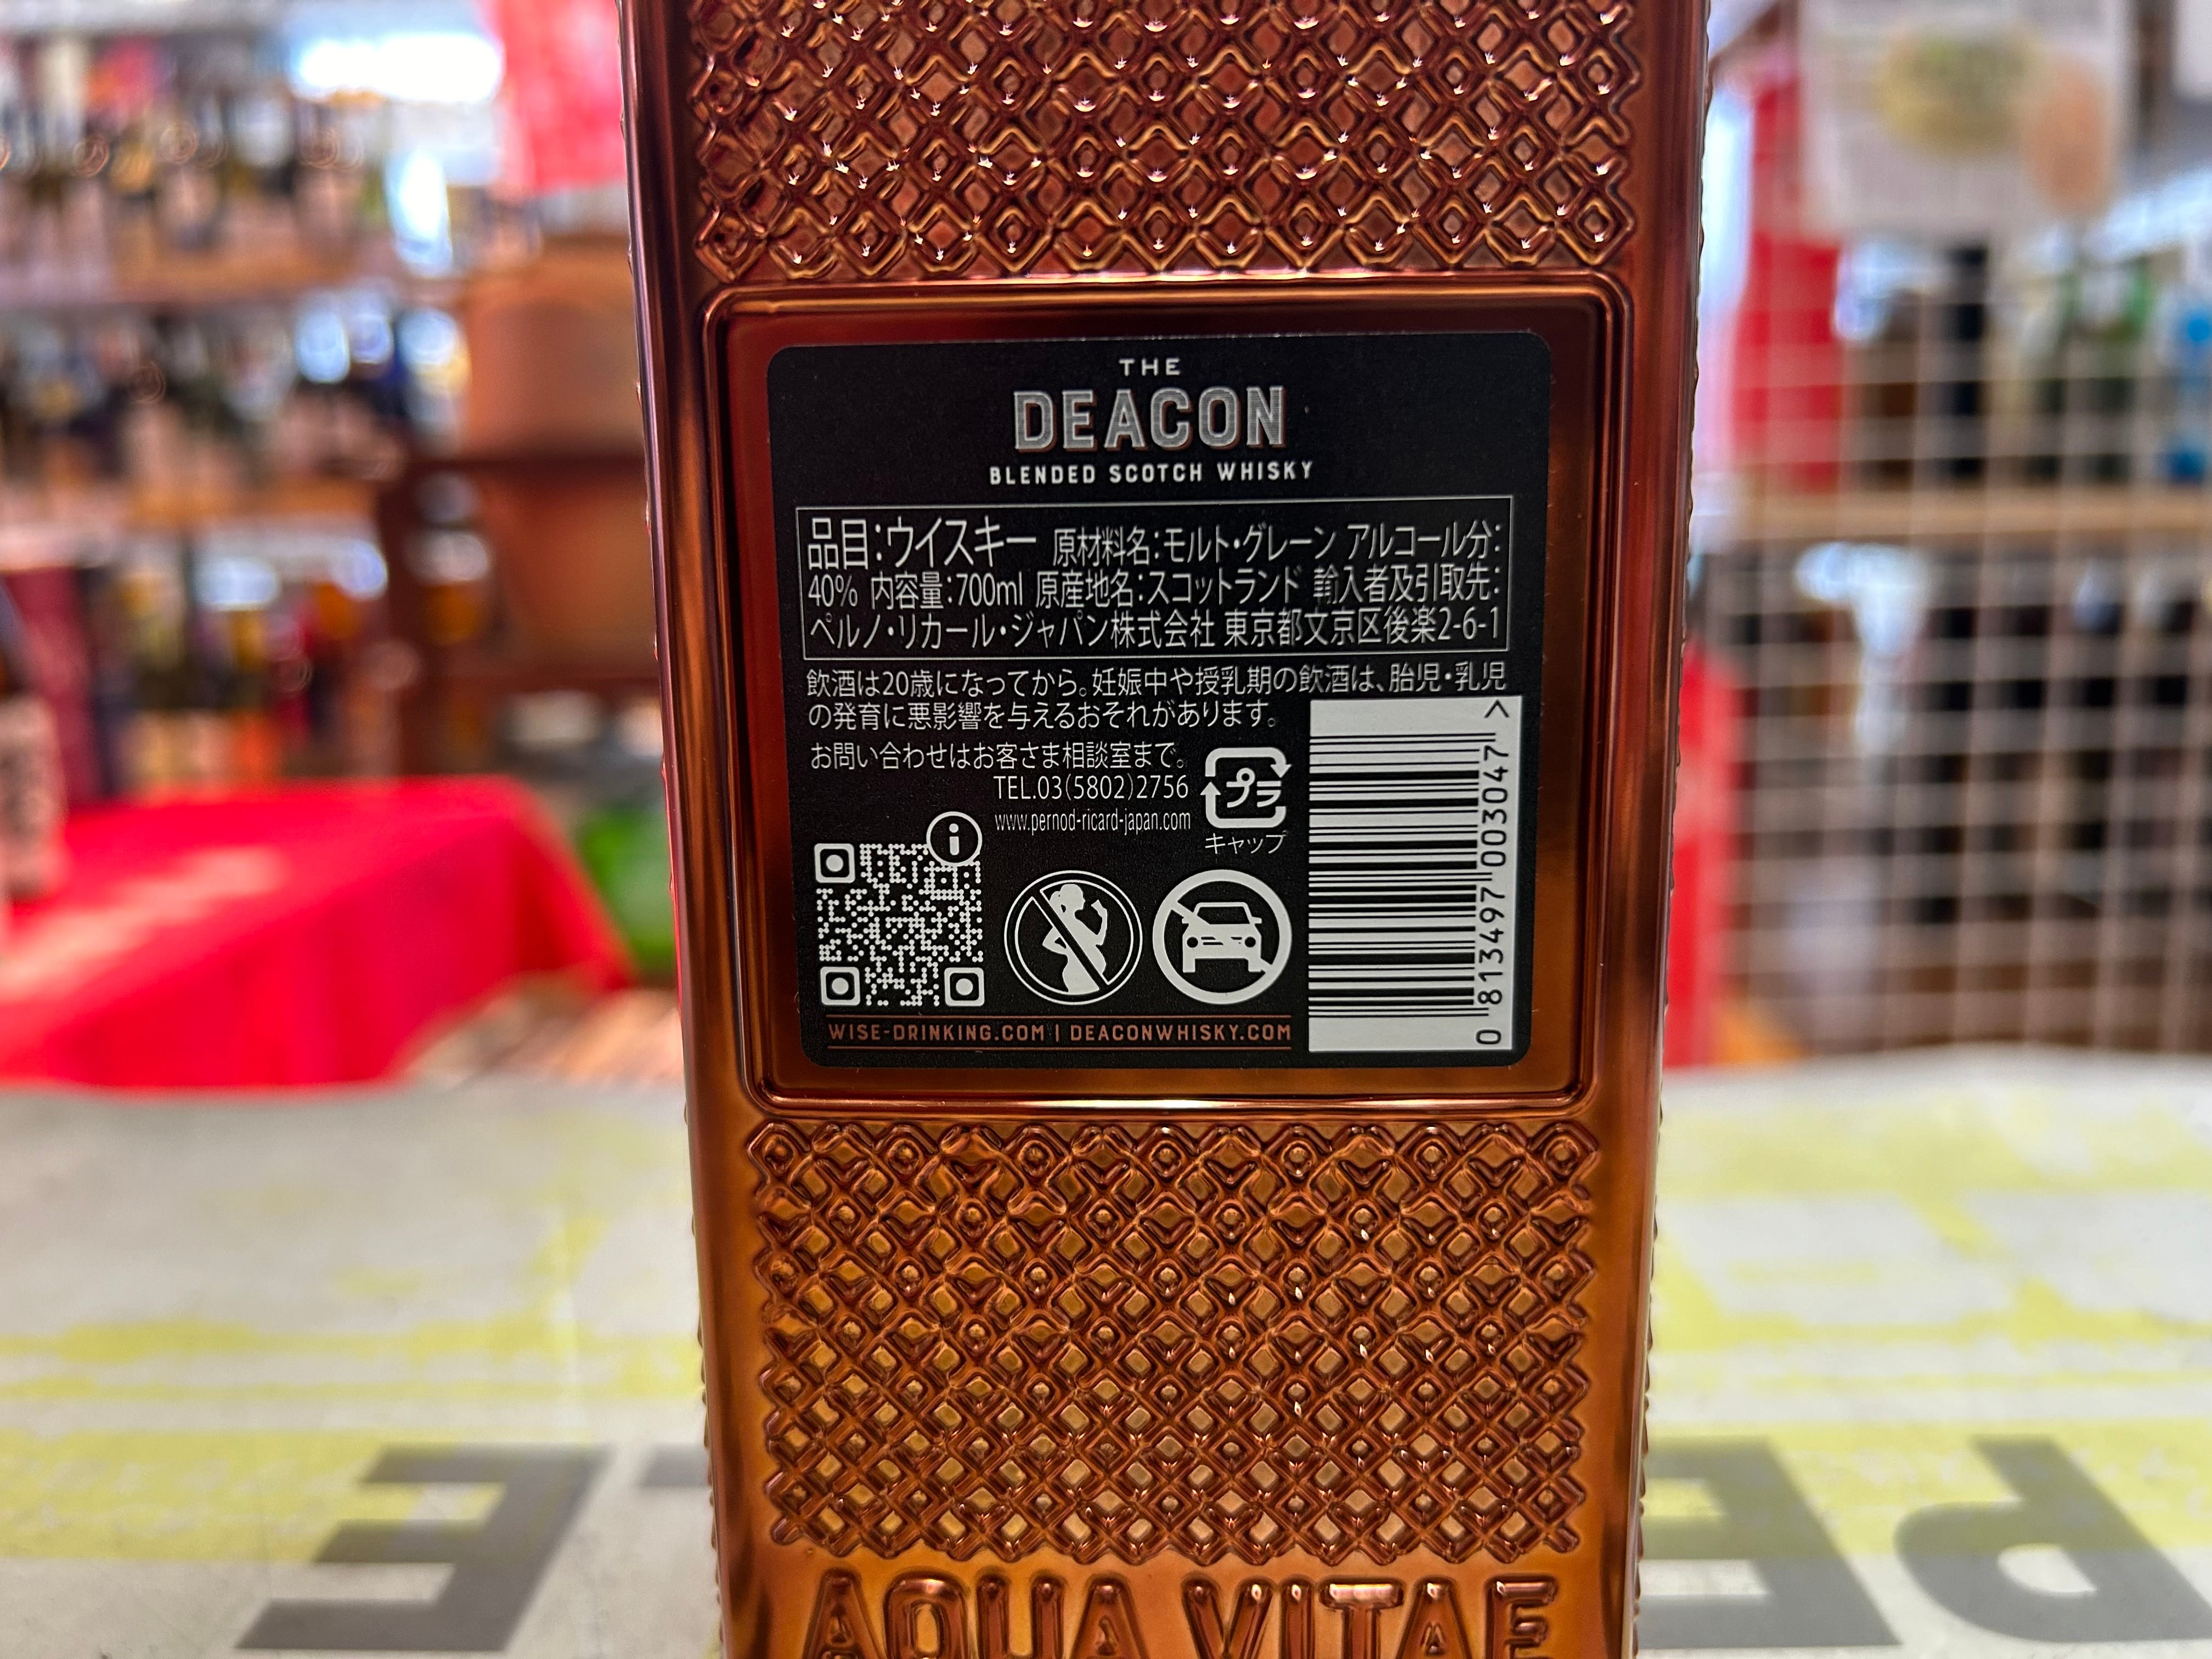 THE
DEACON
BLENDED SCOTCH WHISKY
品目:ウイスキー 原材料名:モルト・グレーン アルコール分:
40% 内容量:700ml 原産地名:スコットランド 輸入者及引取先:
ペルノ・リカール・ジャパン株式会社 東京都文京区後楽2-6-1
飲酒は20歳になってから。妊娠中や授乳期の飲酒は、胎児・乳児
の発育に悪影響を与えるおそれがあります。
お問い合わせはお客さま相談室まで。
TEL.03(5802)2756
www.pernod-ricard-japan.com
プラ
キャップ
i
0 813497 003047 >
WISE-DRINKING.COM | DEACONWHISKY.COM
AQUA VITAE